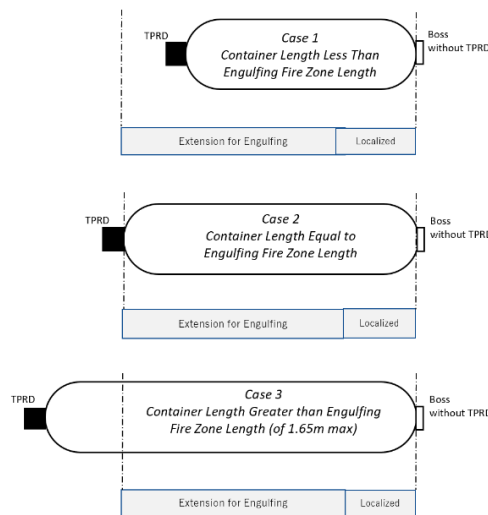 TPRD
Case 1
Container Length Less Than
Engulfing Fire Zone Length
Boss
without TPRD
Extension for Engulfing
Localized
TPRD
Case 2
Container Length Equal to
Engulfing Fire Zone Length
Boss
without TPRD
Extension for Engulfing
Localized
TPRD
Case 3
Container Length Greater than Engulfing
Fire Zone Length (of 1.65m max)
Boss
without TPRD
Extension for Engulfing
Localized